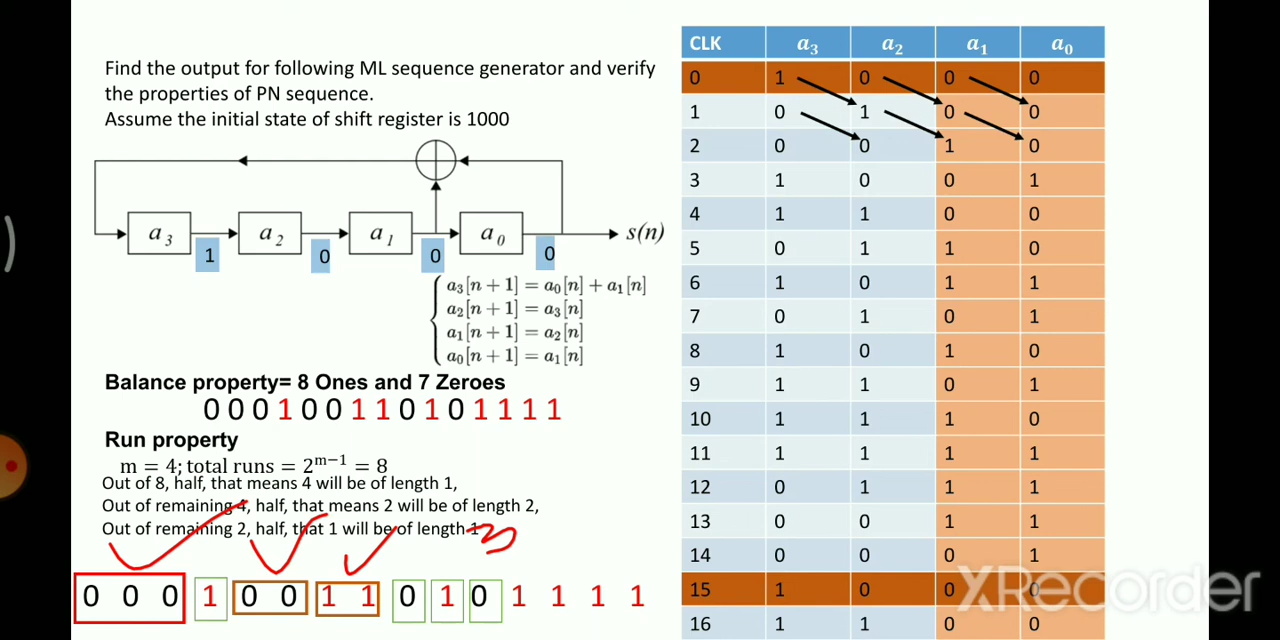 Find the output for following ML sequence generator and verify
the properties of PN sequence.
Assume the initial state of shift register is 1000
a3 a2 a1 a0 s(n)
1 0 0 0
a3[n + 1] = a0[n] + a1[n]
a2[n + 1] = a3[n]
a1[n + 1] = a2[n]
a0[n + 1] = a1[n]
Balance property= 8 Ones and 7 Zeroes
0 0 0 1 0 0 1 1 0 1 0 1 1 1 1
Run property
m = 4; total runs = 2^(m−1) = 8
Out of 8, half, that means 4 will be of length 1,
Out of remaining 4, half, that means 2 will be of length 2,
Out of remaining 2, half, that 1 will be of length 1 3
0 0 0 1 0 0 1 1 0 1 0 1 1 1 1
CLK a3 a2 a1 a0
0 1 0 0 0
1 0 1 0 0
2 0 0 1 0
3 1 0 0 1
4 1 1 0 0
5 0 1 1 0
6 1 0 1 1
7 0 1 0 1
8 1 0 1 0
9 1 1 0 1
10 1 1 1 0
11 1 1 1 1
12 0 1 1 1
13 0 0 1 1
14 0 0 0 1
15 1 0 0 0
16 1 1 0 0
XRecorder